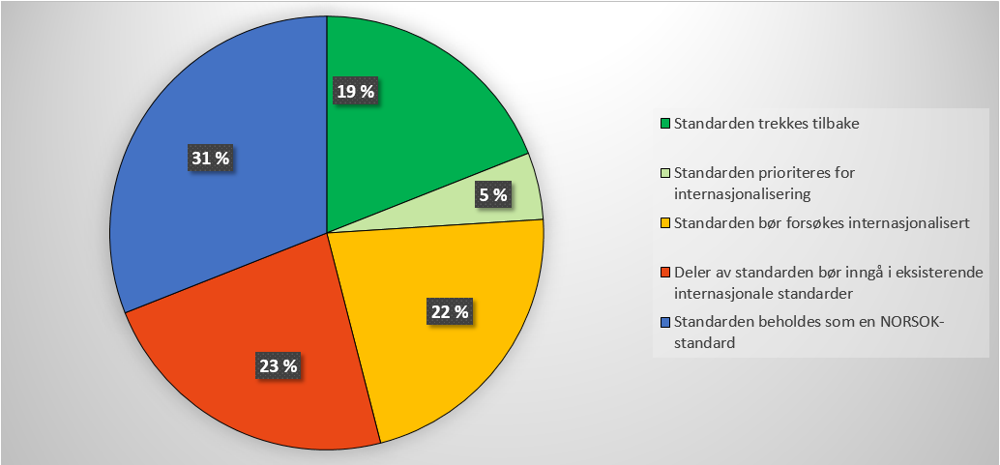 19 %
5 %
22 %
23 %
31 %
Standarden trekkes tilbake
Standarden prioriteres for
internasjonalisering
Standarden bør forsøkes internasjonalisert
Deler av standarden bør inngå i eksisterende
internasjonale standarder
Standarden beholdes som en NORSOK-
standard